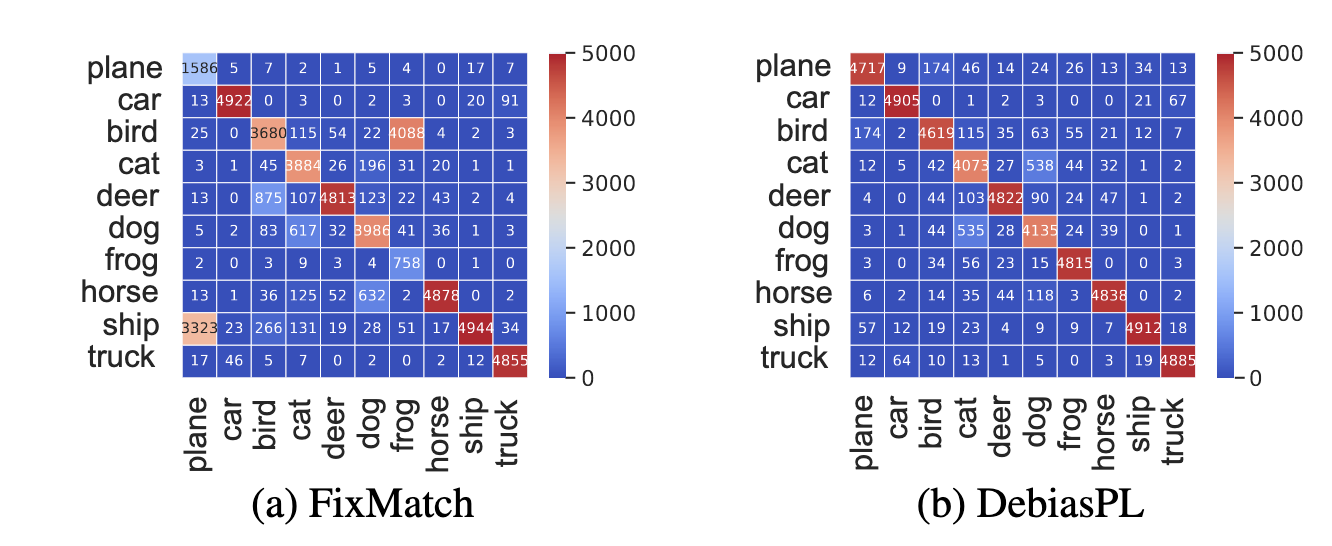 plane 1586 5 7 2 1 5 4 0 17 7
car 13 4922 0 3 0 2 3 0 20 91
bird 25 0 3680 115 54 22 4088 4 2 3
cat 3 1 45 3884 26 196 31 20 1 1
deer 13 0 875 107 4813 123 22 43 2 4
dog 5 2 83 617 32 3986 41 36 1 3
frog 2 0 3 9 3 4 758 0 1 0
horse 13 1 36 125 52 632 2 4878 0 2
ship 3323 23 266 131 19 28 51 17 4944 34
truck 17 46 5 7 0 2 0 2 12 4855
plane car bird cat deer dog frog horse ship truck
5000
4000
3000
2000
1000
0
(a) FixMatch
plane 4717 9 174 46 14 24 26 13 34 13
car 12 4905 0 1 2 3 0 0 21 67
bird 174 2 4619 115 35 63 55 21 12 7
cat 12 5 42 4073 27 538 44 32 1 2
deer 4 0 44 103 4822 90 24 47 1 2
dog 3 1 44 535 28 4135 24 39 0 1
frog 3 0 34 56 23 15 4815 0 0 3
horse 6 2 14 35 44 118 3 4838 0 2
ship 57 12 19 23 4 9 9 7 4912 18
truck 12 64 10 13 1 5 0 3 19 4885
plane car bird cat deer dog frog horse ship truck
5000
4000
3000
2000
1000
0
(b) DebiasPL